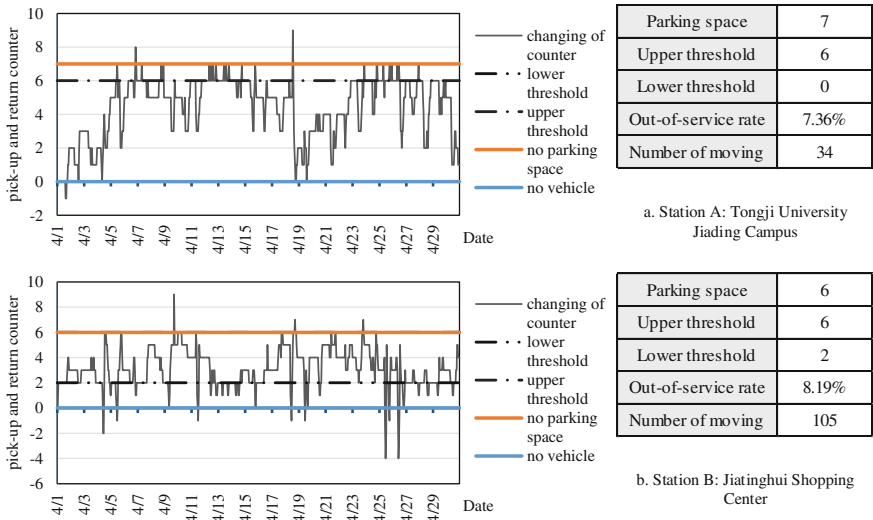 pick-up and return counter
10
8
6
4
2
0
-2
4/1
4/3
4/5
4/7
4/9
4/11
4/13
4/15
4/17
4/19
4/21
4/23
4/25
4/27
4/29
Date
changing of
counter
lower
threshold
upper
threshold
no parking
space
no vehicle
Parking space 7
Upper threshold 6
Lower threshold 0
Out-of-service rate 7.36%
Number of moving 34
a. Station A: Tongji University
Jiading Campus
pick-up and return counter
10
8
6
4
2
0
-2
-4
-6
4/1
4/3
4/5
4/7
4/9
4/11
4/13
4/15
4/17
4/19
4/21
4/23
4/25
4/27
4/29
Date
changing of
counter
lower
threshold
upper
threshold
no parking
space
no vehicle
Parking space 6
Upper threshold 6
Lower threshold 2
Out-of-service rate 8.19%
Number of moving 105
b. Station B: Jiatinghui Shopping
Center